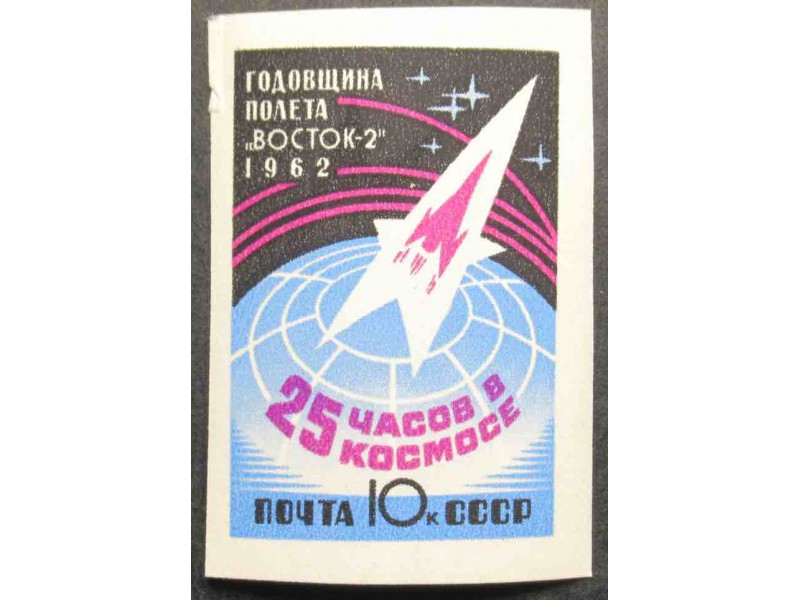 ГОДОВЩИНА
ПОЛЕТА
„ВОСТОК-2"
1962
25 ЧАСОВ В
КОСМОСЕ
ПОЧТА 10К СССР